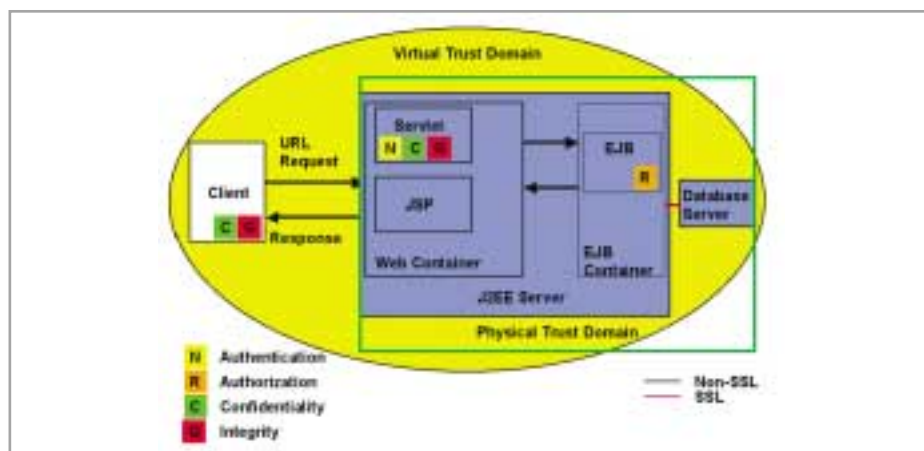 Virtual Trust Domain
URL
Request
Servlet
N C G
EJB
R
Client
JSP
Database
Server
C G
Response
Web Container
EJB
Container
J2EE Server
Physical Trust Domain
N Authentication
R Authorization
C Confidentiality
G Integrity
Non-SSL
SSL